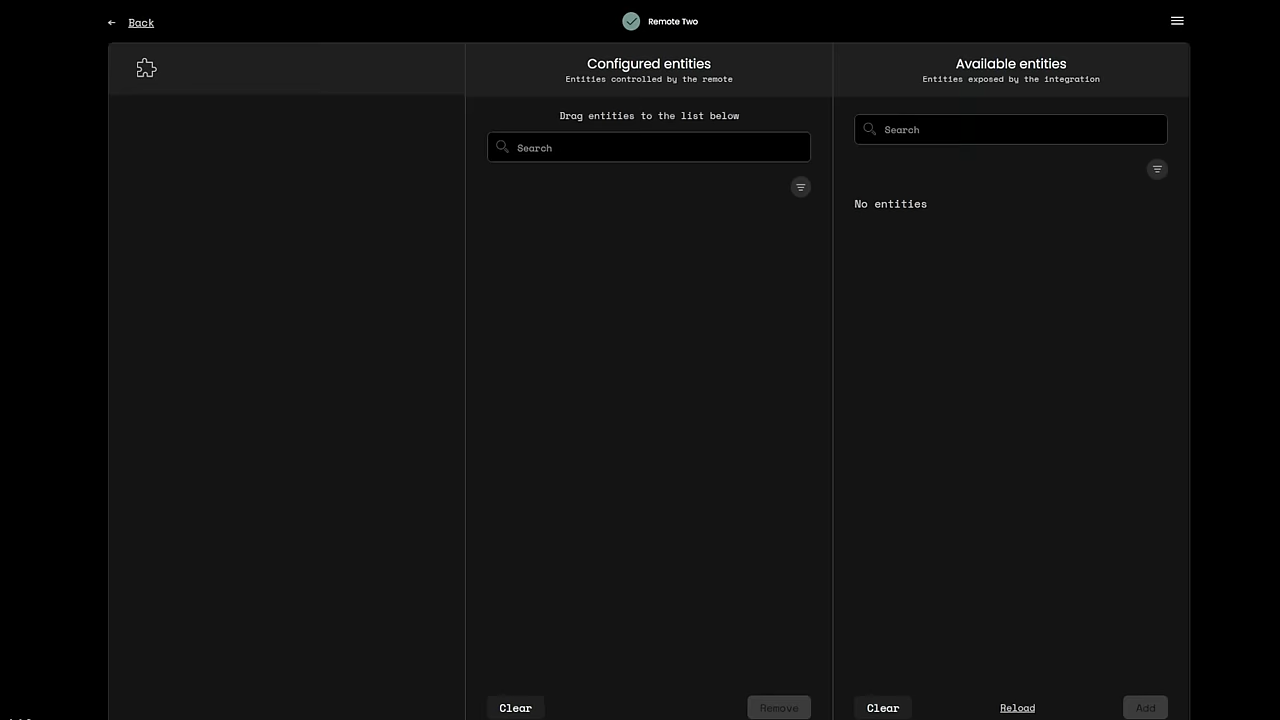 Back
Remote Two
Configured entities
Entities controlled by the remote
Drag entities to the list below
Search
Clear
Remove
Available entities
Entities exposed by the integration
Search
No entities
Clear
Reload
Add